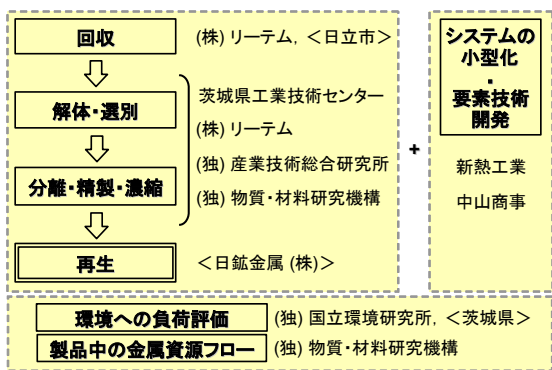 回収
(株) リーテム, ＜日立市＞
解体・選別
分離・精製・濃縮
茨城県工業技術センター
(株) リーテム
(独) 産業技術総合研究所
(独) 物質・材料研究機構
再生
＜日鉱金属 (株)＞
+
システムの
小型化
・
要素技術
開発
新熱工業
中山商事
環境への負荷評価
(独) 国立環境研究所, ＜茨城県＞
製品中の金属資源フロー
(独) 物質・材料研究機構